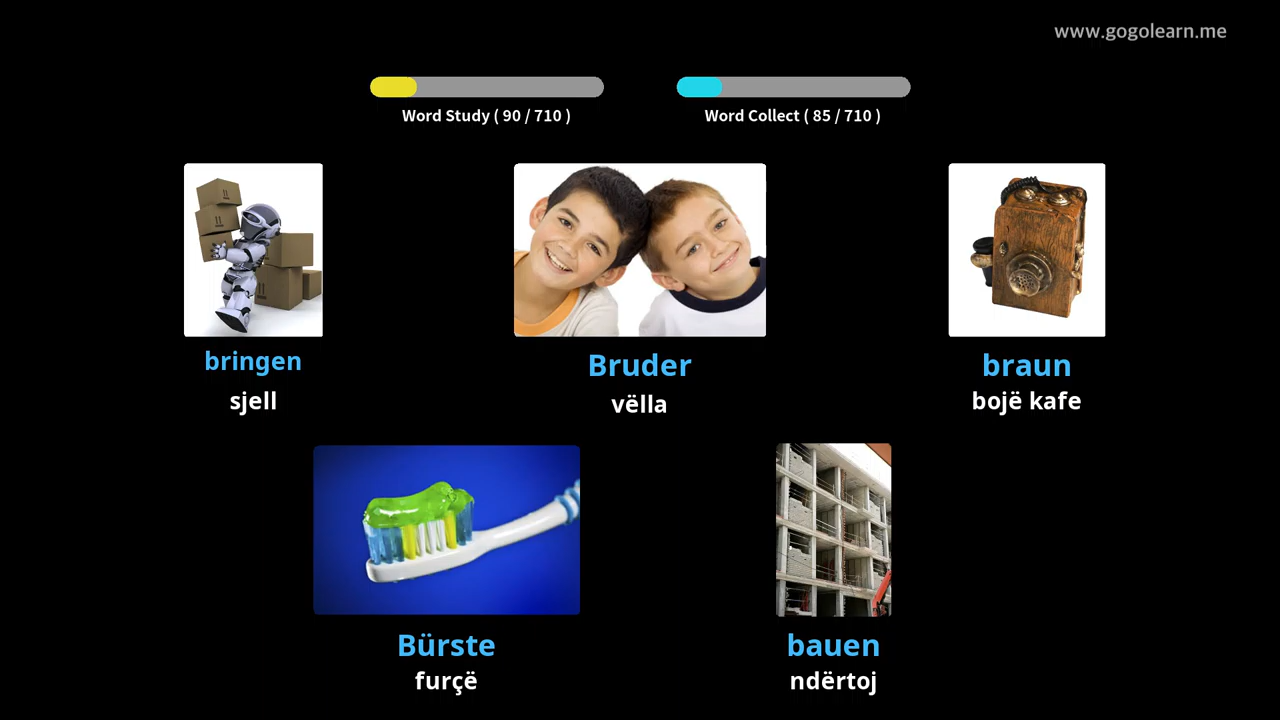 www.gogolearn.me
Word Study ( 90 / 710 )
Word Collect ( 85 / 710 )
bringen
sjell
Bruder
vëlla
braun
bojë kafe
Bürste
furçë
bauen
ndërtoj